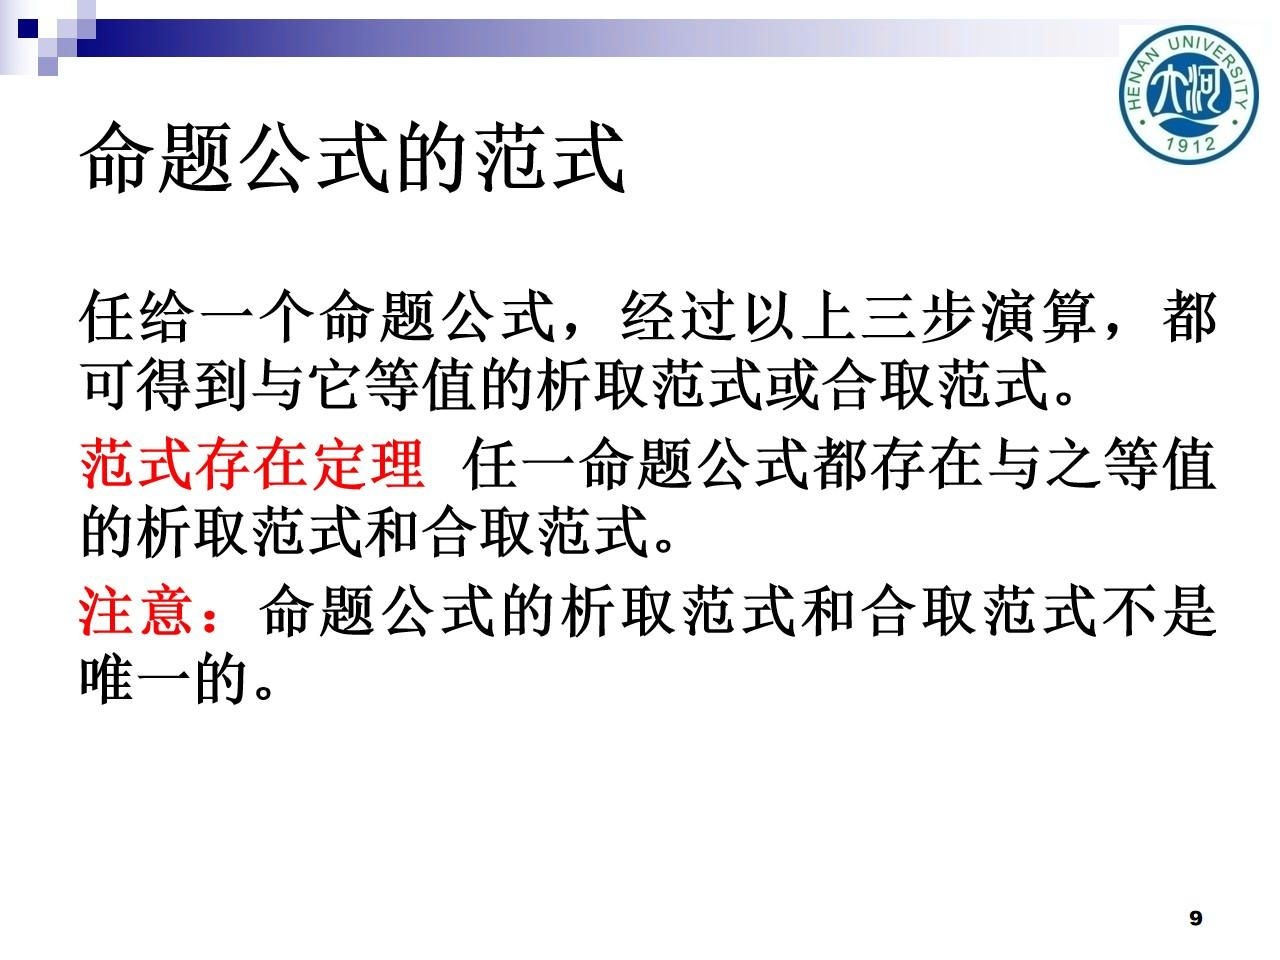 HENAN UNIVERSITY
1912
命题公式的范式
任给一个命题公式，经过以上三步演算，都
可得到与它等值的析取范式或合取范式。
范式存在定理 任一命题公式都存在与之等值
的析取范式和合取范式。
注意：命题公式的析取范式和合取范式不是
唯一的。
9